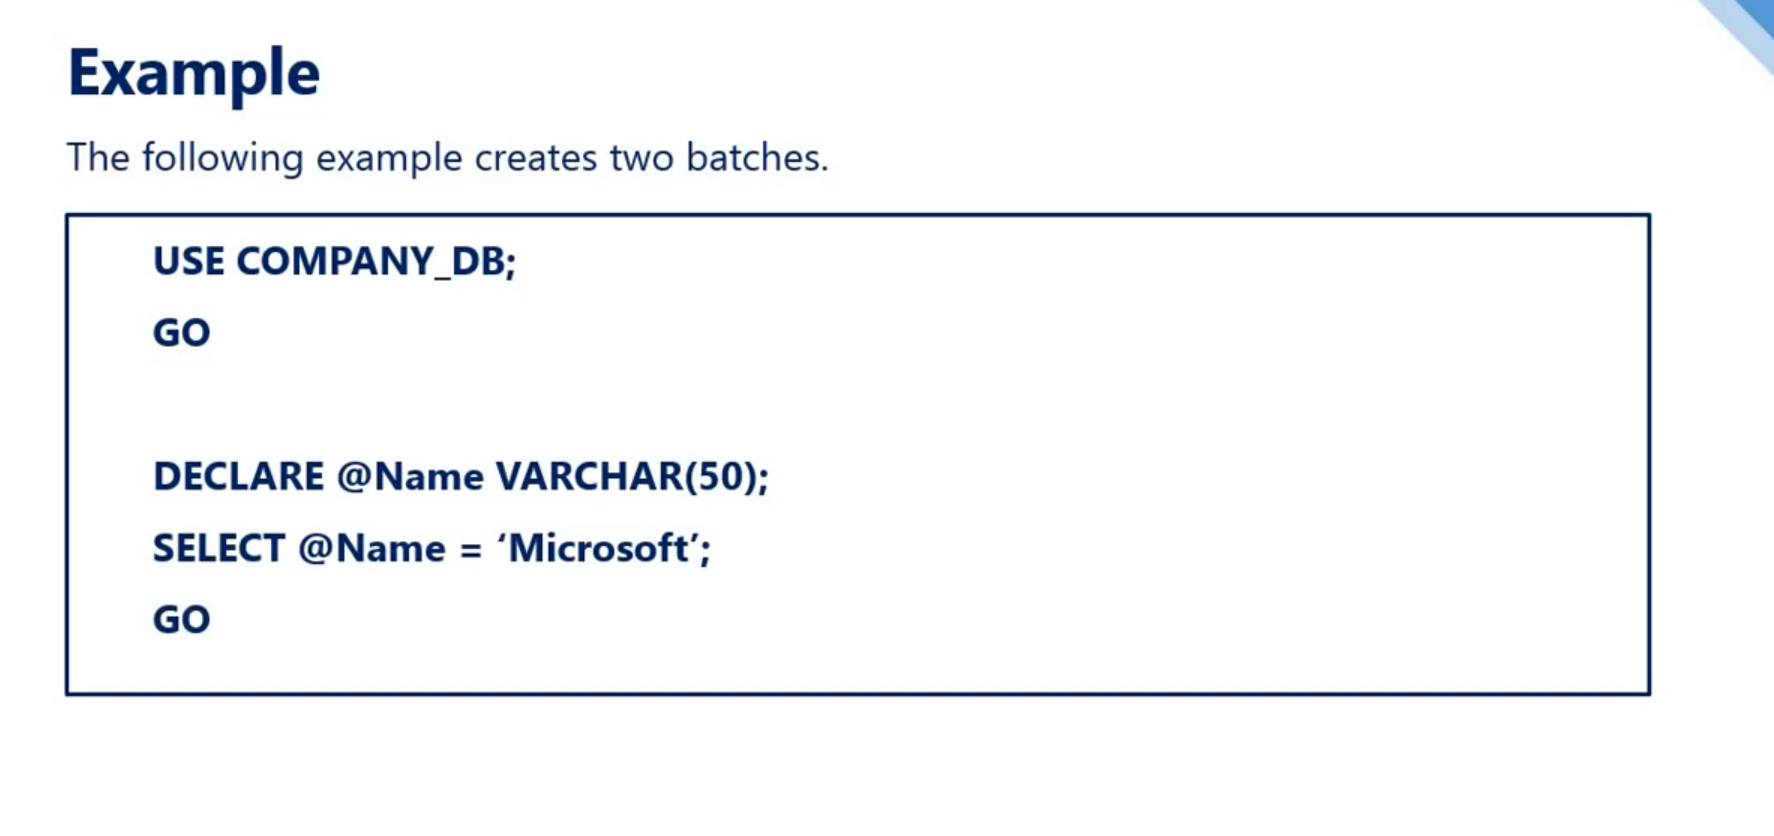 Example
The following example creates two batches.
USE COMPANY_DB;
GO
DECLARE @Name VARCHAR(50);
SELECT @Name = ‘Microsoft’;
GO